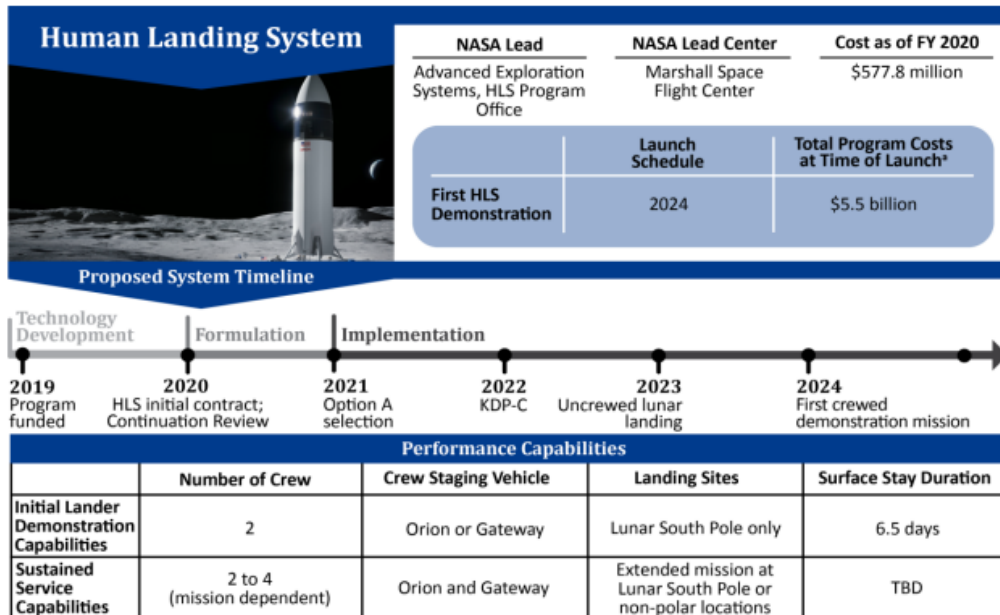 Human Landing System
NASA Lead
NASA Lead Center
Cost as of FY 2020
Advanced Exploration
Systems, HLS Program
Office
Marshall Space
Flight Center
$577.8 million
Launch
Schedule
Total Program Costs
at Time of Launchᵃ
First HLS
Demonstration
2024
$5.5 billion
Proposed System Timeline
Technology
Development
Formulation
Implementation
2019
Program
funded
2020
HLS initial contract;
Continuation Review
2021
Option A
selection
2022
KDP-C
2023
Uncrewed lunar
landing
2024
First crewed
demonstration mission
Performance Capabilities
Number of Crew
Crew Staging Vehicle
Landing Sites
Surface Stay Duration
Initial Lander
Demonstration
Capabilities
2
Orion or Gateway
Lunar South Pole only
6.5 days
Sustained
Service
Capabilities
2 to 4
(mission dependent)
Orion and Gateway
Extended mission at
Lunar South Pole or
non-polar locations
TBD